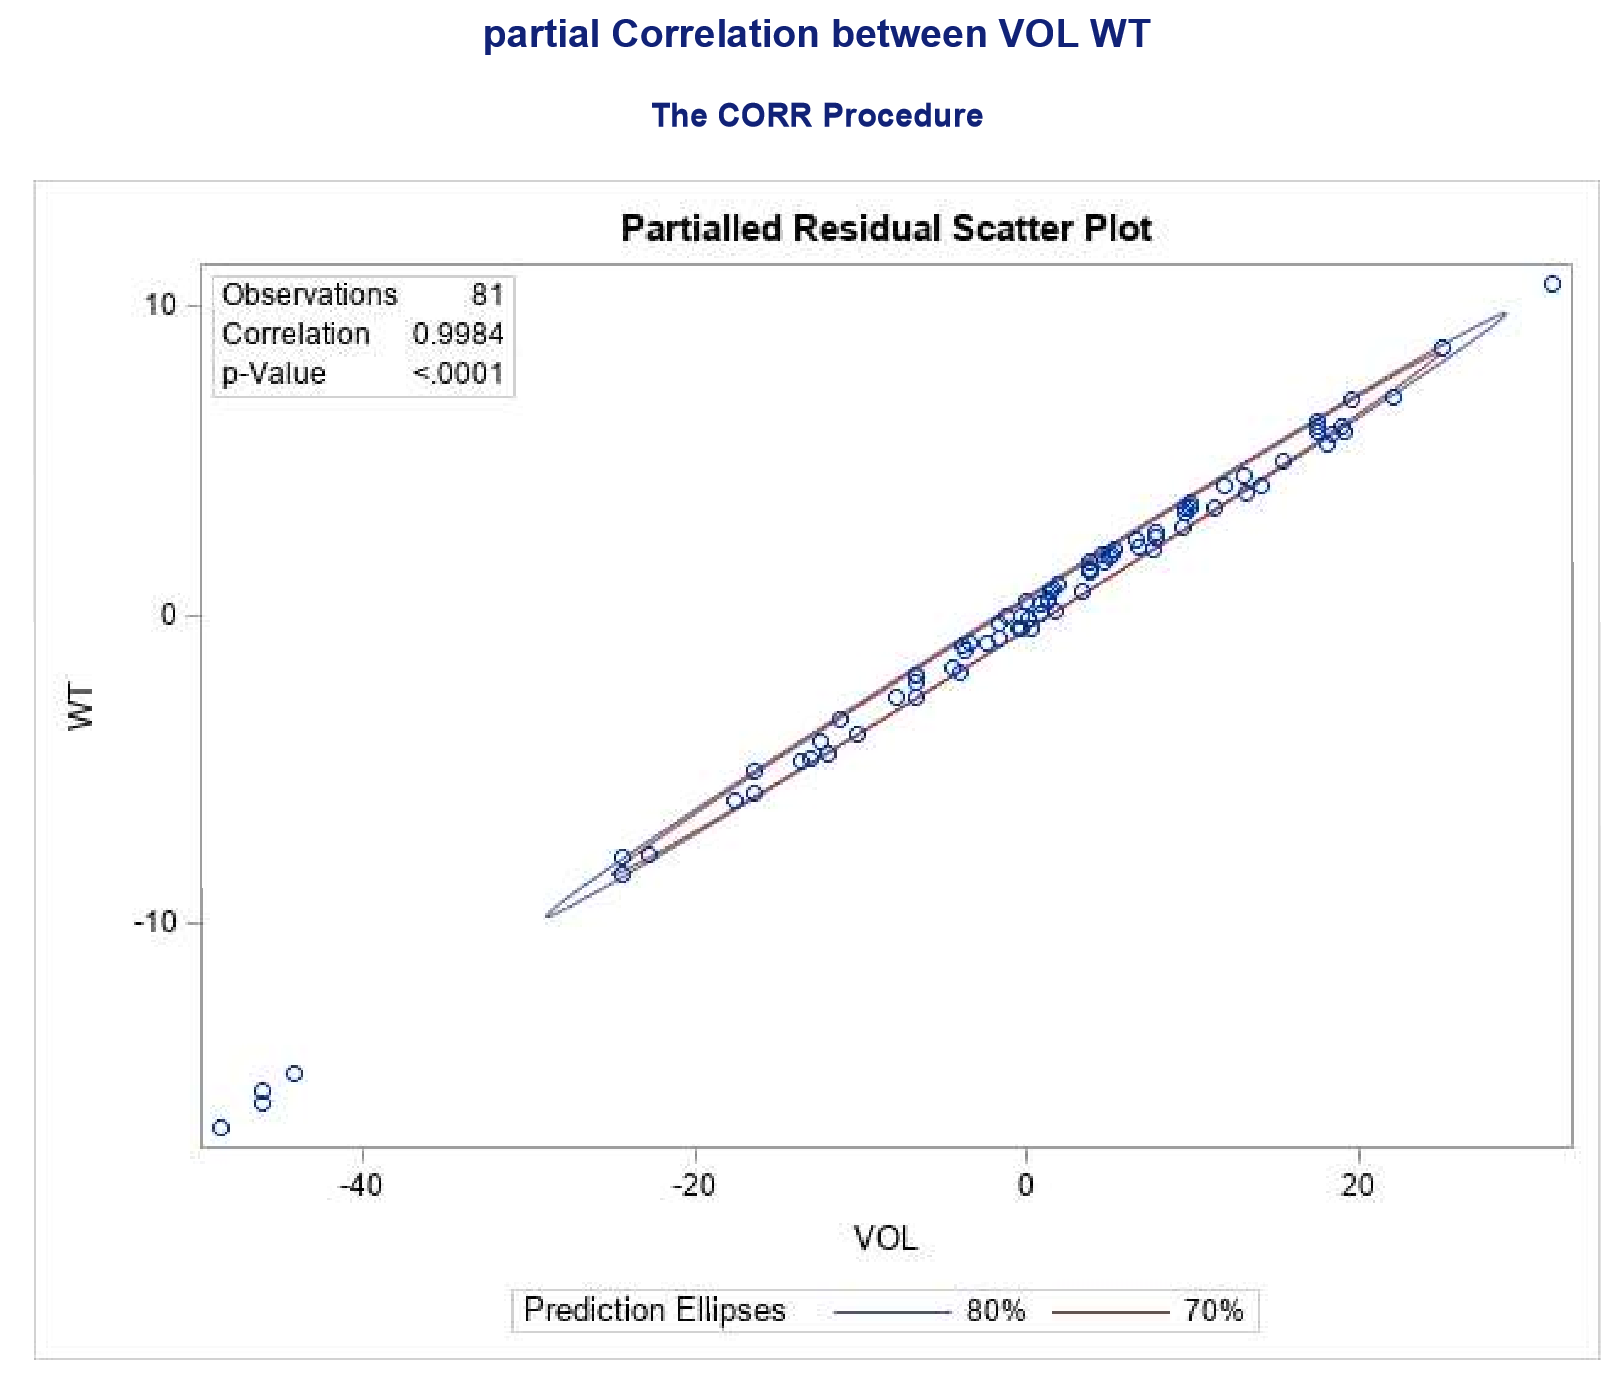 partial Correlation between VOL WT
The CORR Procedure
Partialled Residual Scatter Plot
Observations 81
Correlation 0.9984
p-Value <.0001
10
0
-10
WT
-40 -20 0 20
VOL
Prediction Ellipses 80% 70%